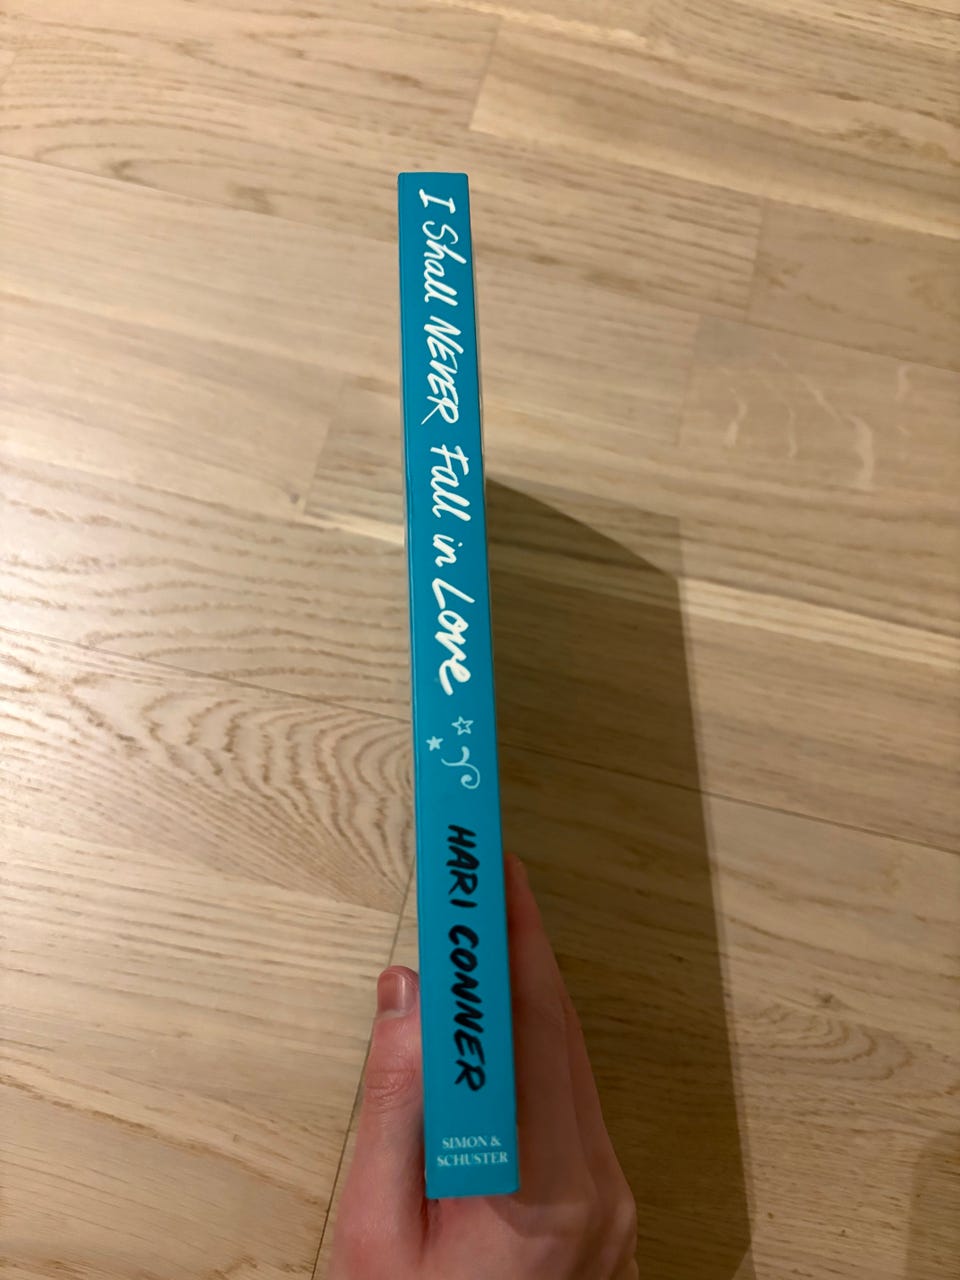 I Shall NEVER Fall in Love
HARI CONNER
SIMON &
SCHUSTER